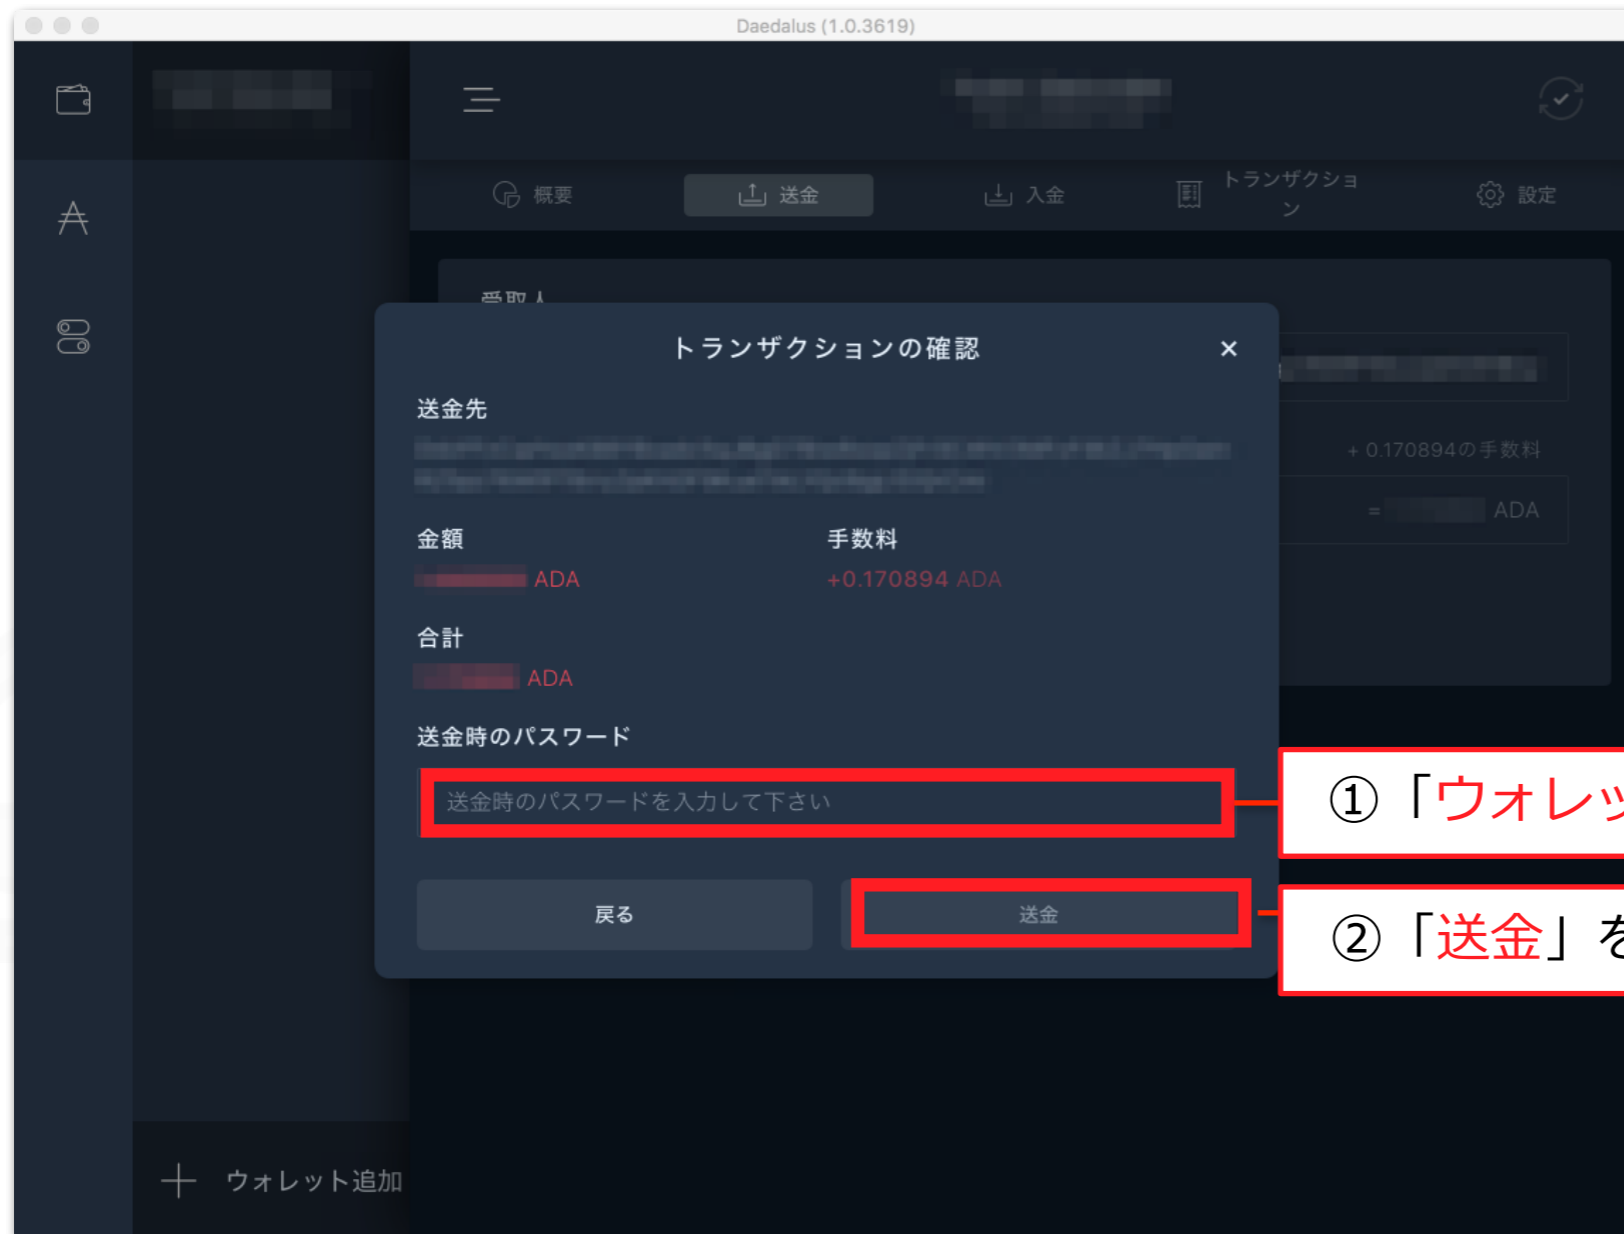 Daedalus (1.0.3619)
概要
送金
入金
トランザクショ
ン
設定
受取人
トランザクションの確認
送金先
+ 0.170894の手数料
= ADA
金額
手数料
ADA
+0.170894 ADA
合計
ADA
送金時のパスワード
送金時のパスワードを入力して下さい
①「ウォレッ
戻る
送金
②「送金」を
ウォレット追加